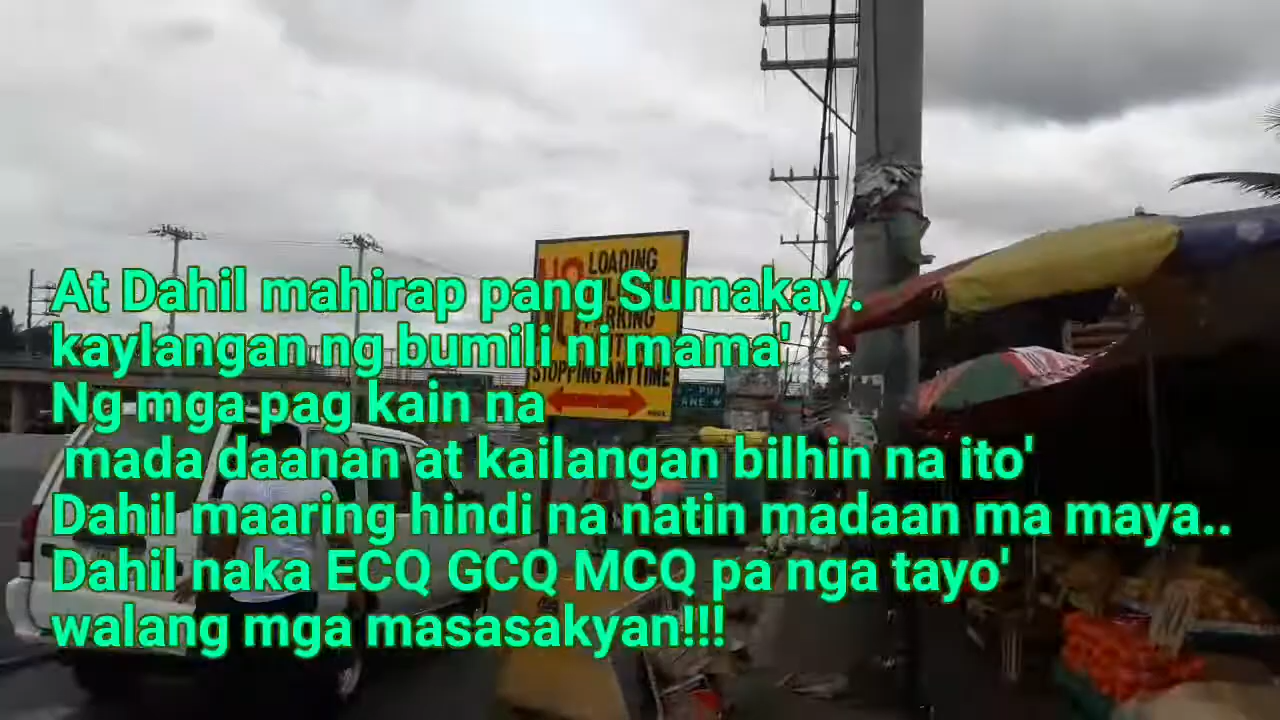 At Dahil mahirap pang Sumakay.
kaylangan ng bumili ni mama'
Ng mga pag kain na
mada daanan at kailangan bilhin na ito'
Dahil maaring hindi na natin madaan ma maya..
Dahil naka ECQ GCQ MCQ pa nga tayo'
walang mga masasakyan!!!
NO LOADING
STOPPING ANYTIME